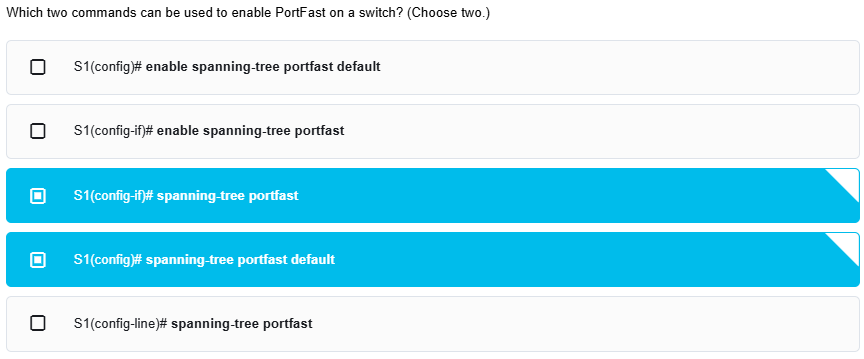 Which two commands can be used to enable PortFast on a switch? (Choose two.)
S1(config)# enable spanning-tree portfast default
S1(config-if)# enable spanning-tree portfast
S1(config-if)# spanning-tree portfast
S1(config)# spanning-tree portfast default
S1(config-line)# spanning-tree portfast